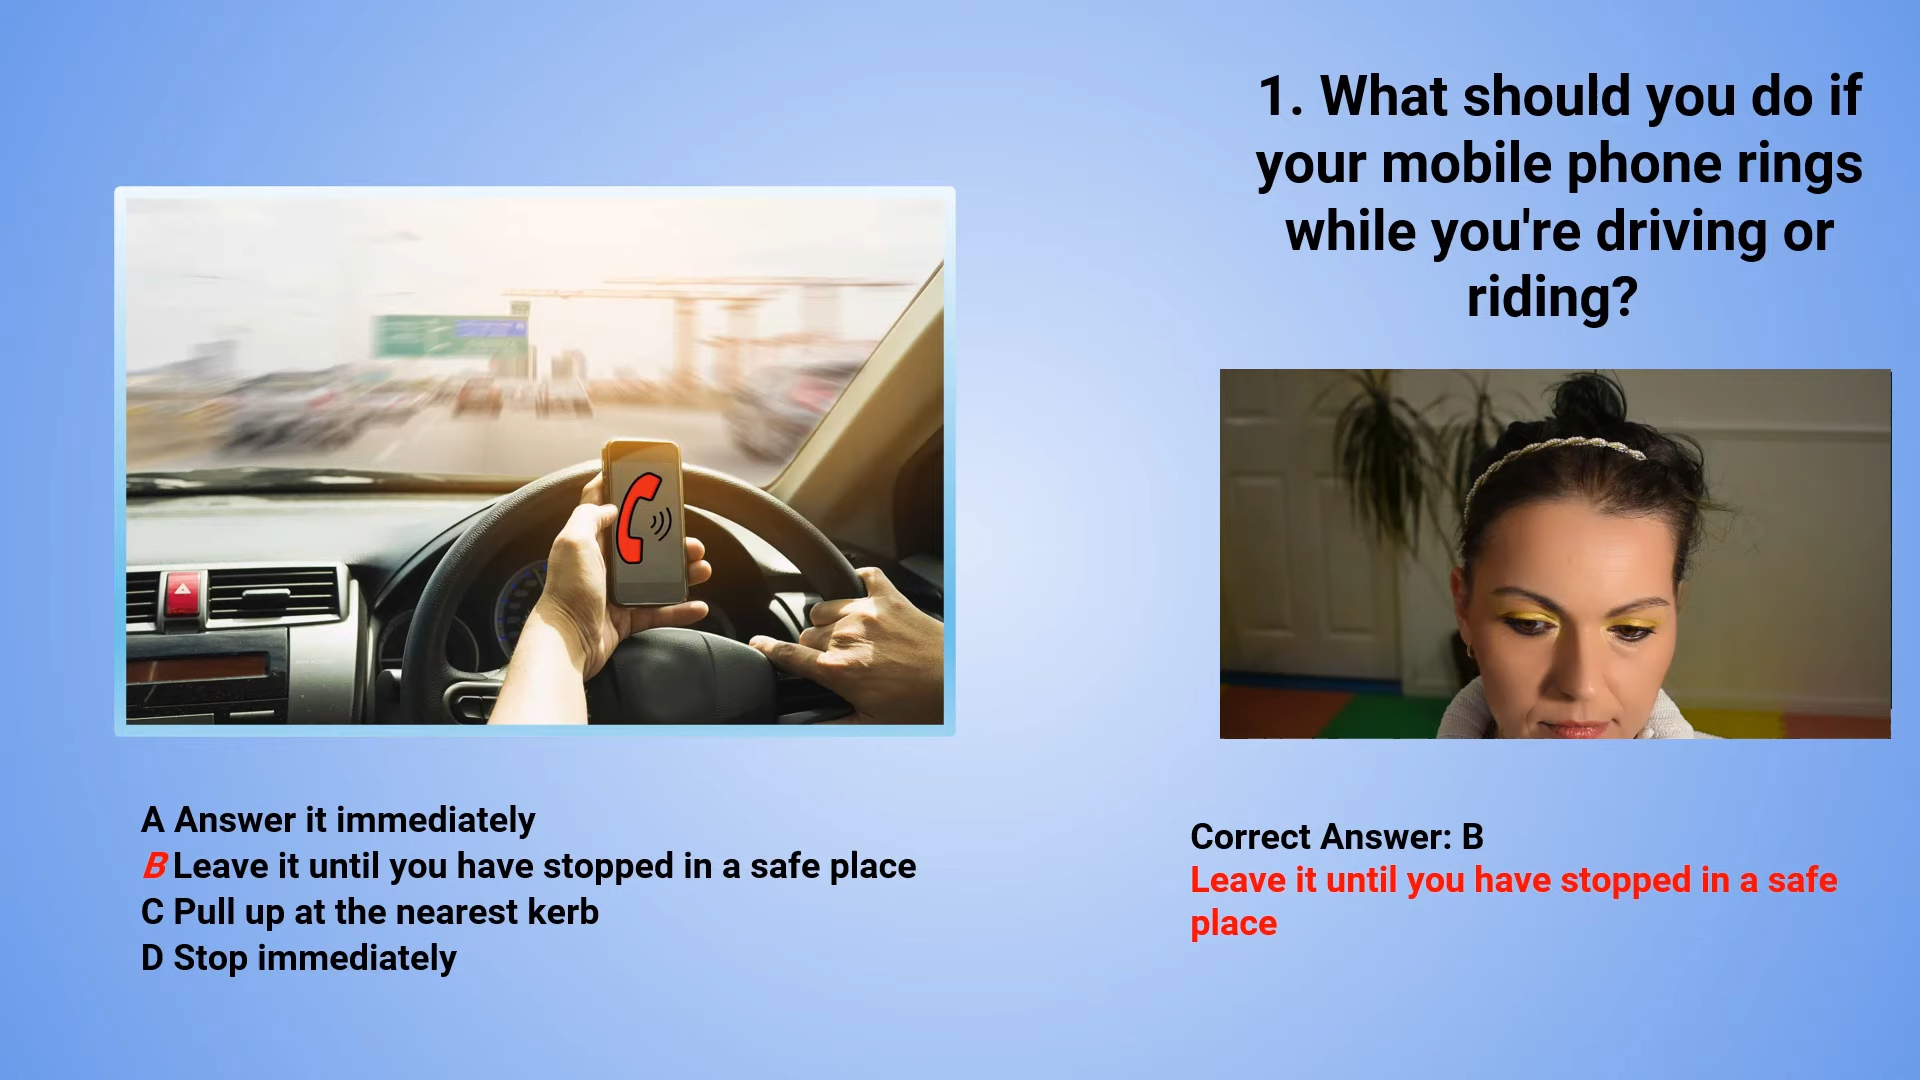 1. What should you do if
your mobile phone rings
while you're driving or
riding?
A Answer it immediately
B Leave it until you have stopped in a safe place
C Pull up at the nearest kerb
D Stop immediately
Correct Answer: B
Leave it until you have stopped in a safe
place